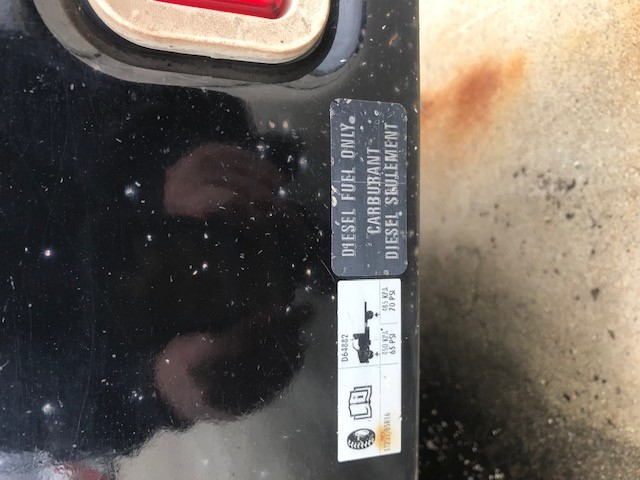 DIESEL FUEL ONLY
CARBURANT
DIESEL SEULEMENT
D64882
450 KPA
65 PSI
485 KPA
70 PSI